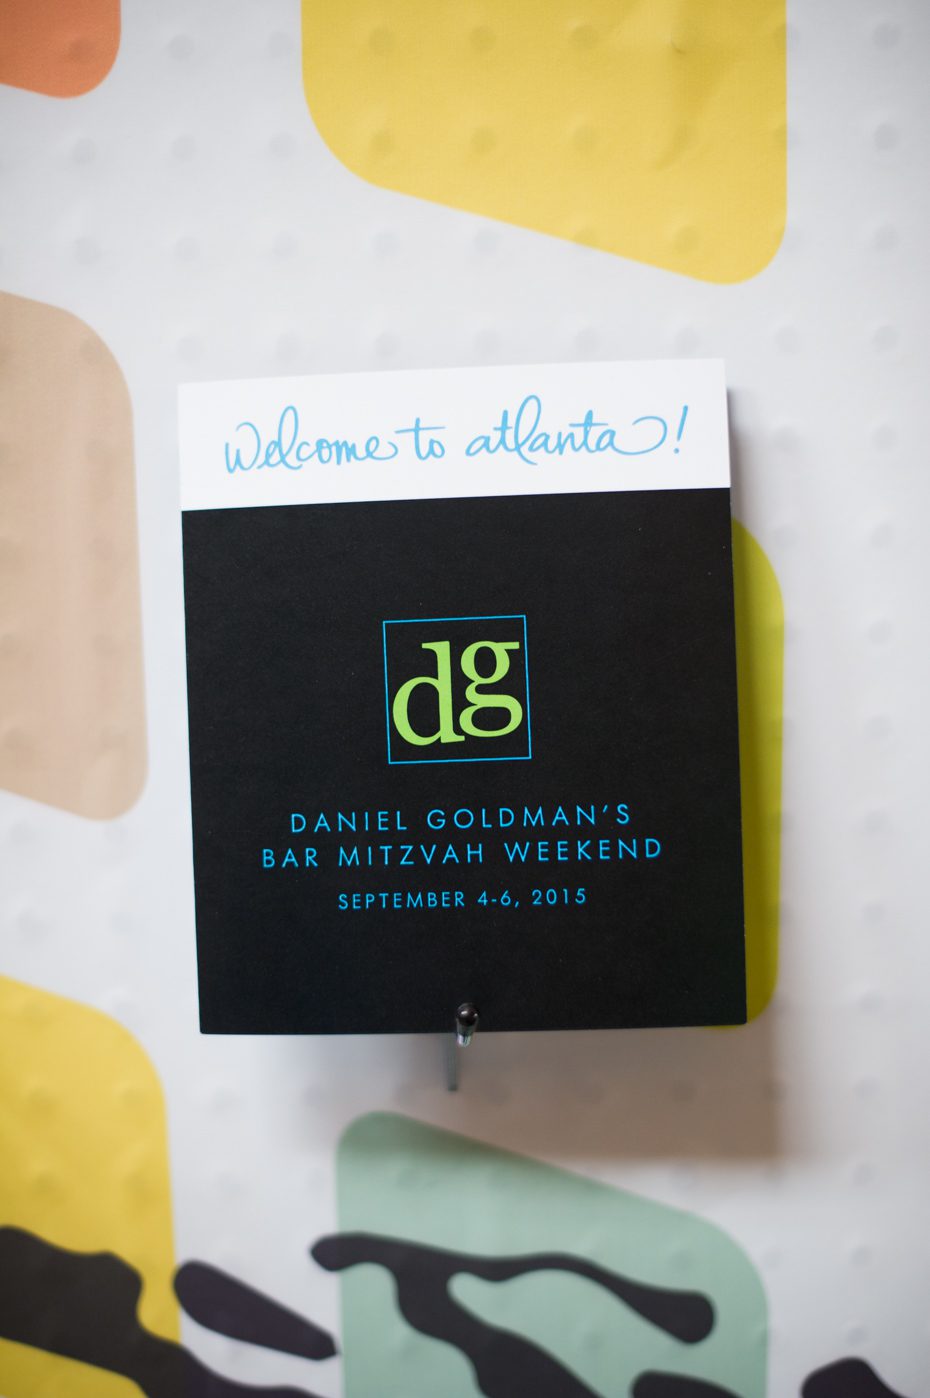 Welcome to atlanta!
dg
DANIEL GOLDMAN'S
BAR MITZVAH WEEKEND
SEPTEMBER 4-6, 2015